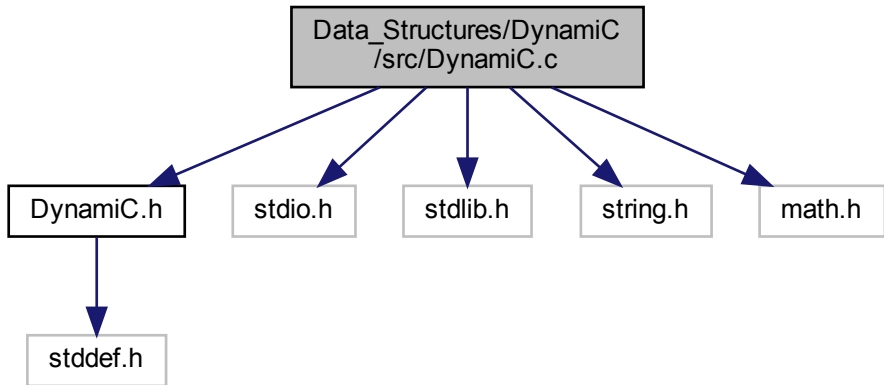 Data_Structures/DynamiC
/src/DynamiC.c
DynamiC.h
stdio.h
stdlib.h
string.h
math.h
stddef.h